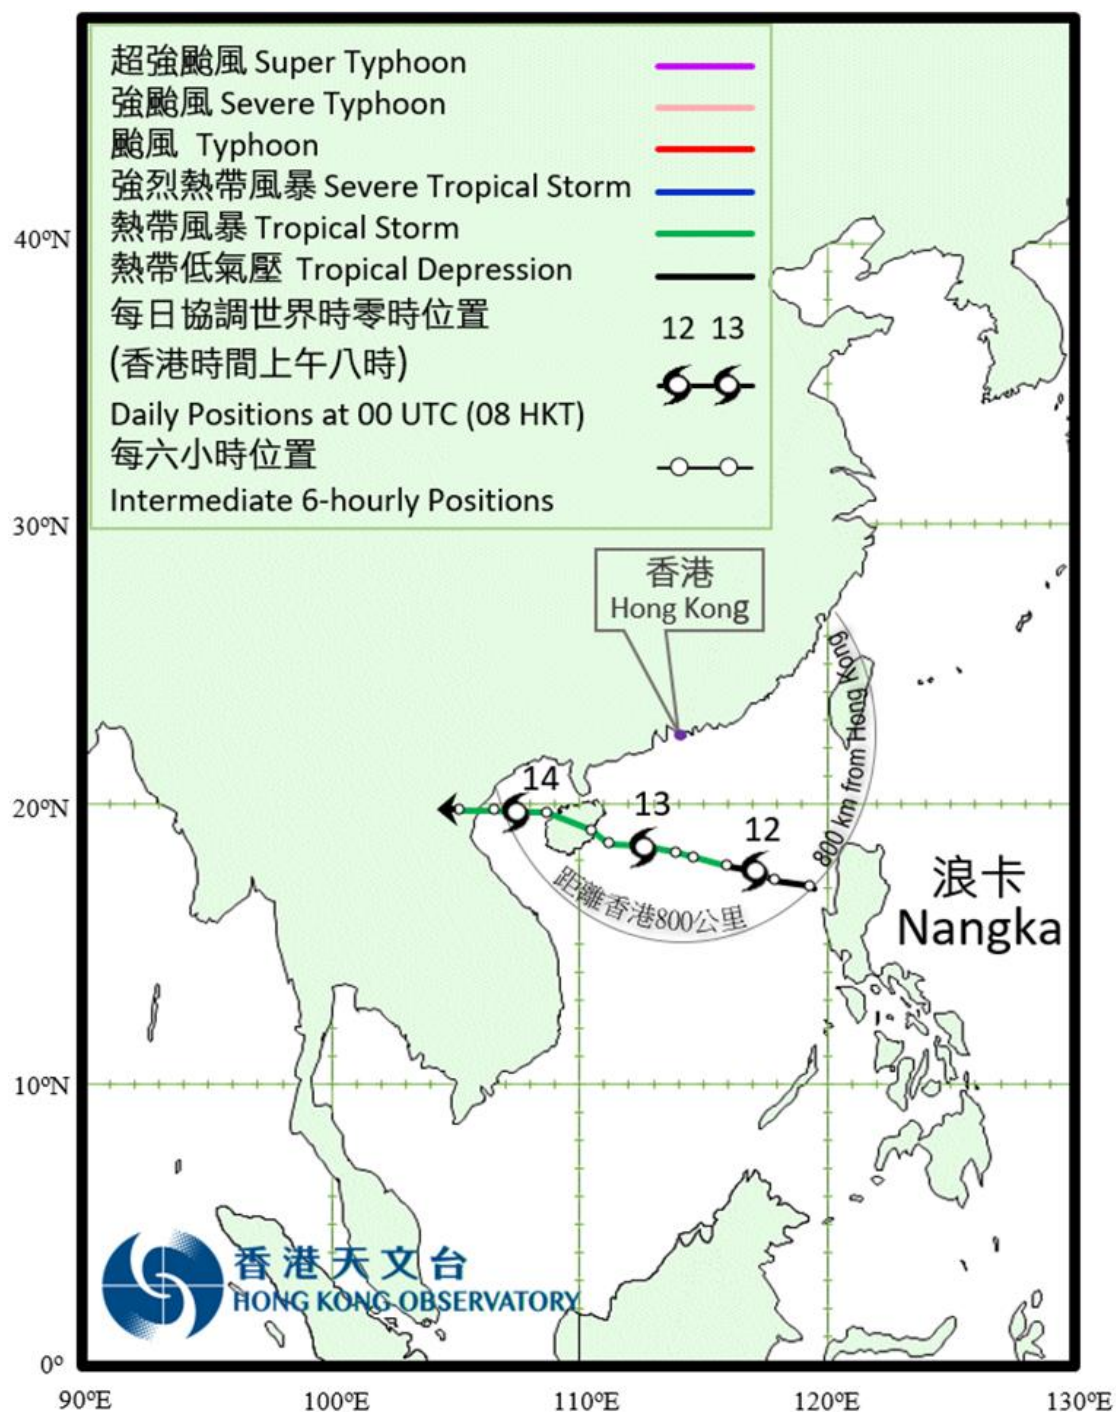 超強颱風 Super Typhoon
強颱風 Severe Typhoon
颱風 Typhoon
強烈熱帶風暴 Severe Tropical Storm
熱帶風暴 Tropical Storm
熱帶低氣壓 Tropical Depression
每日協調世界時零時位置
(香港時間上午八時)
Daily Positions at 00 UTC (08 HKT)
12 13
每六小時位置
Intermediate 6-hourly Positions
40ºN
30ºN
香港
Hong Kong
800 km from Hong Kong
20ºN
14
13
12
距離香港800公里
浪卡
Nangka
10ºN
香港天文台
HONG KONG OBSERVATORY
0º
90ºE
100ºE
110ºE
120ºE
130ºE